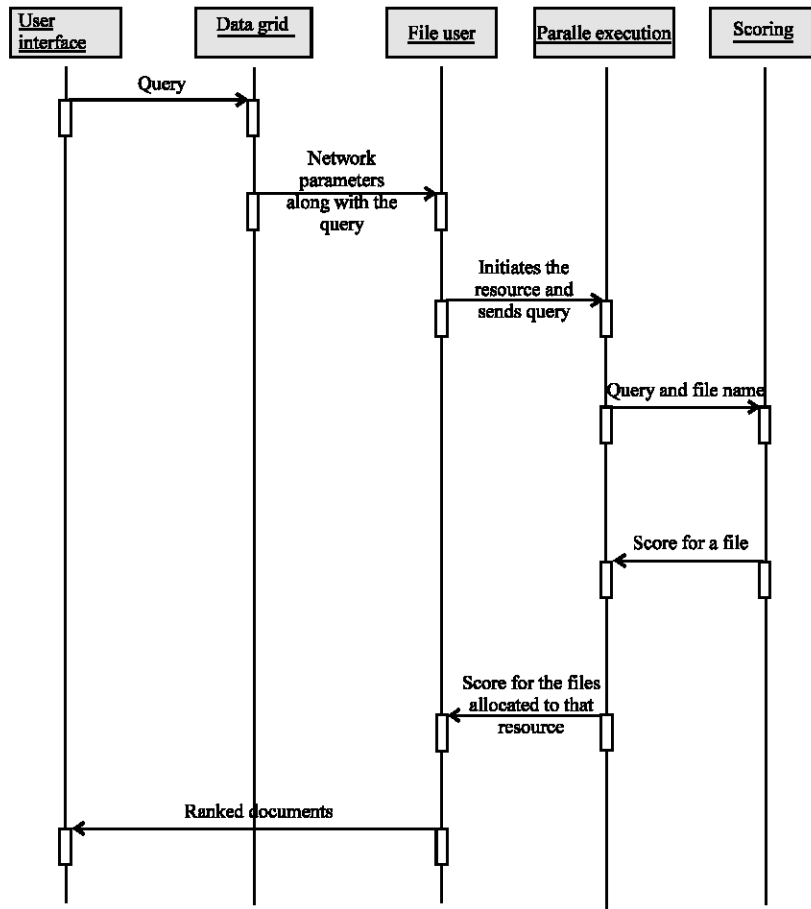 User
interface
Data grid
File user
Paralle execution
Scoring
Query
Network
parameters
along with the
query
Initiates the
resource and
sends query
Query and file name
Score for a file
Score for the files
allocated to that
resource
Ranked documents